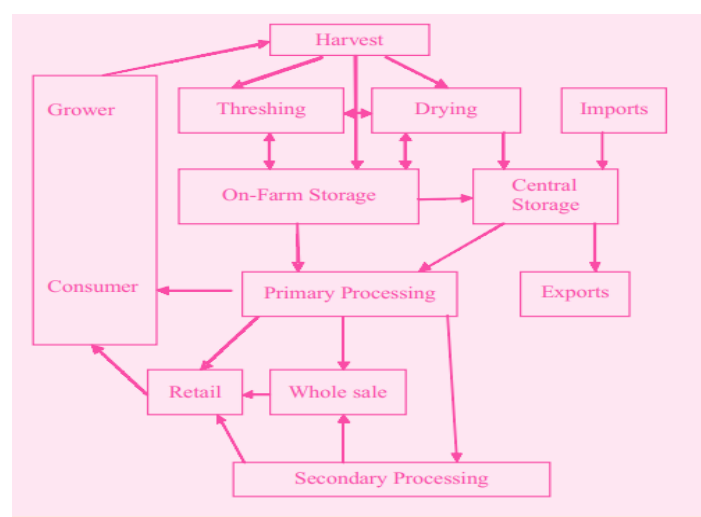 Harvest
Grower
Threshing
Drying
Imports
On-Farm Storage
Central
Storage
Consumer
Primary Processing
Exports
Retail
Whole sale
Secondary Processing